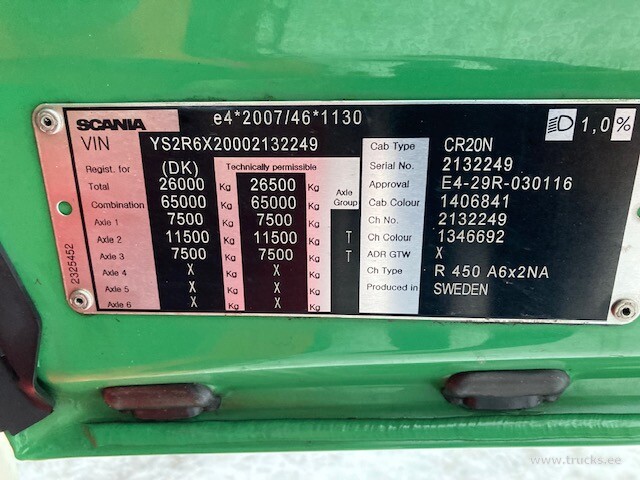 SCANIA e4*2007/46*1130 1,0%
VIN YS2R6X20002132249
Regist. for (DK) Technically permissible
Total 26000 Kg 26500 Kg Axle Group
Combination 65000 Kg 65000 Kg
Axle 1 7500 Kg 7500 Kg
Axle 2 11500 Kg 11500 Kg T
Axle 3 7500 Kg 7500 Kg T
Axle 4 X Kg X Kg
Axle 5 X Kg X Kg
Axle 6 X Kg X Kg
2325452
Cab Type CR20N
Serial No. 2132249
Approval E4-29R-030116
Cab Colour 1406841
Ch No. 2132249
Ch Colour 1346692
ADR GTW X
Ch Type R 450 A6x2NA
Produced in SWEDEN
www.trucks.ee